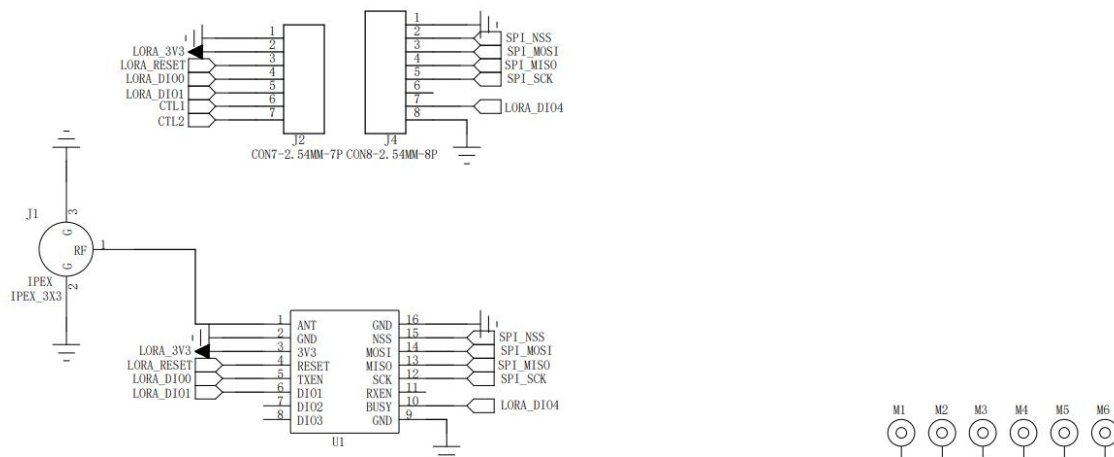 1
2
3
4
5
6
7
LORA_3V3
LORA_RESET
LORA_DIO0
LORA_DIO1
CTL1
CTL2
J2
CON7-2.54MM-7P
1
2
3
4
5
6
7
8
SPI_NSS
SPI_MOSI
SPI_MISO
SPI_SCK
LORA_DIO4
J4
CON8-2.54MM-8P
J1
3
G
RF
1
G
2
IPEX
IPEX_3X3
LORA_3V3
LORA_RESET
LORA_DIO0
LORA_DIO1
1 ANT
2 GND
3 3V3
4 RESET
5 TXEN
6 DIO1
7 DIO2
8 DIO3
GND 16
NSS 15
MOSI 14
MISO 13
SCK 12
RXEN 11
BUSY 10
GND 9
SPI_NSS
SPI_MOSI
SPI_MISO
SPI_SCK
LORA_DIO4
U1
M1 M2 M3 M4 M5 M6